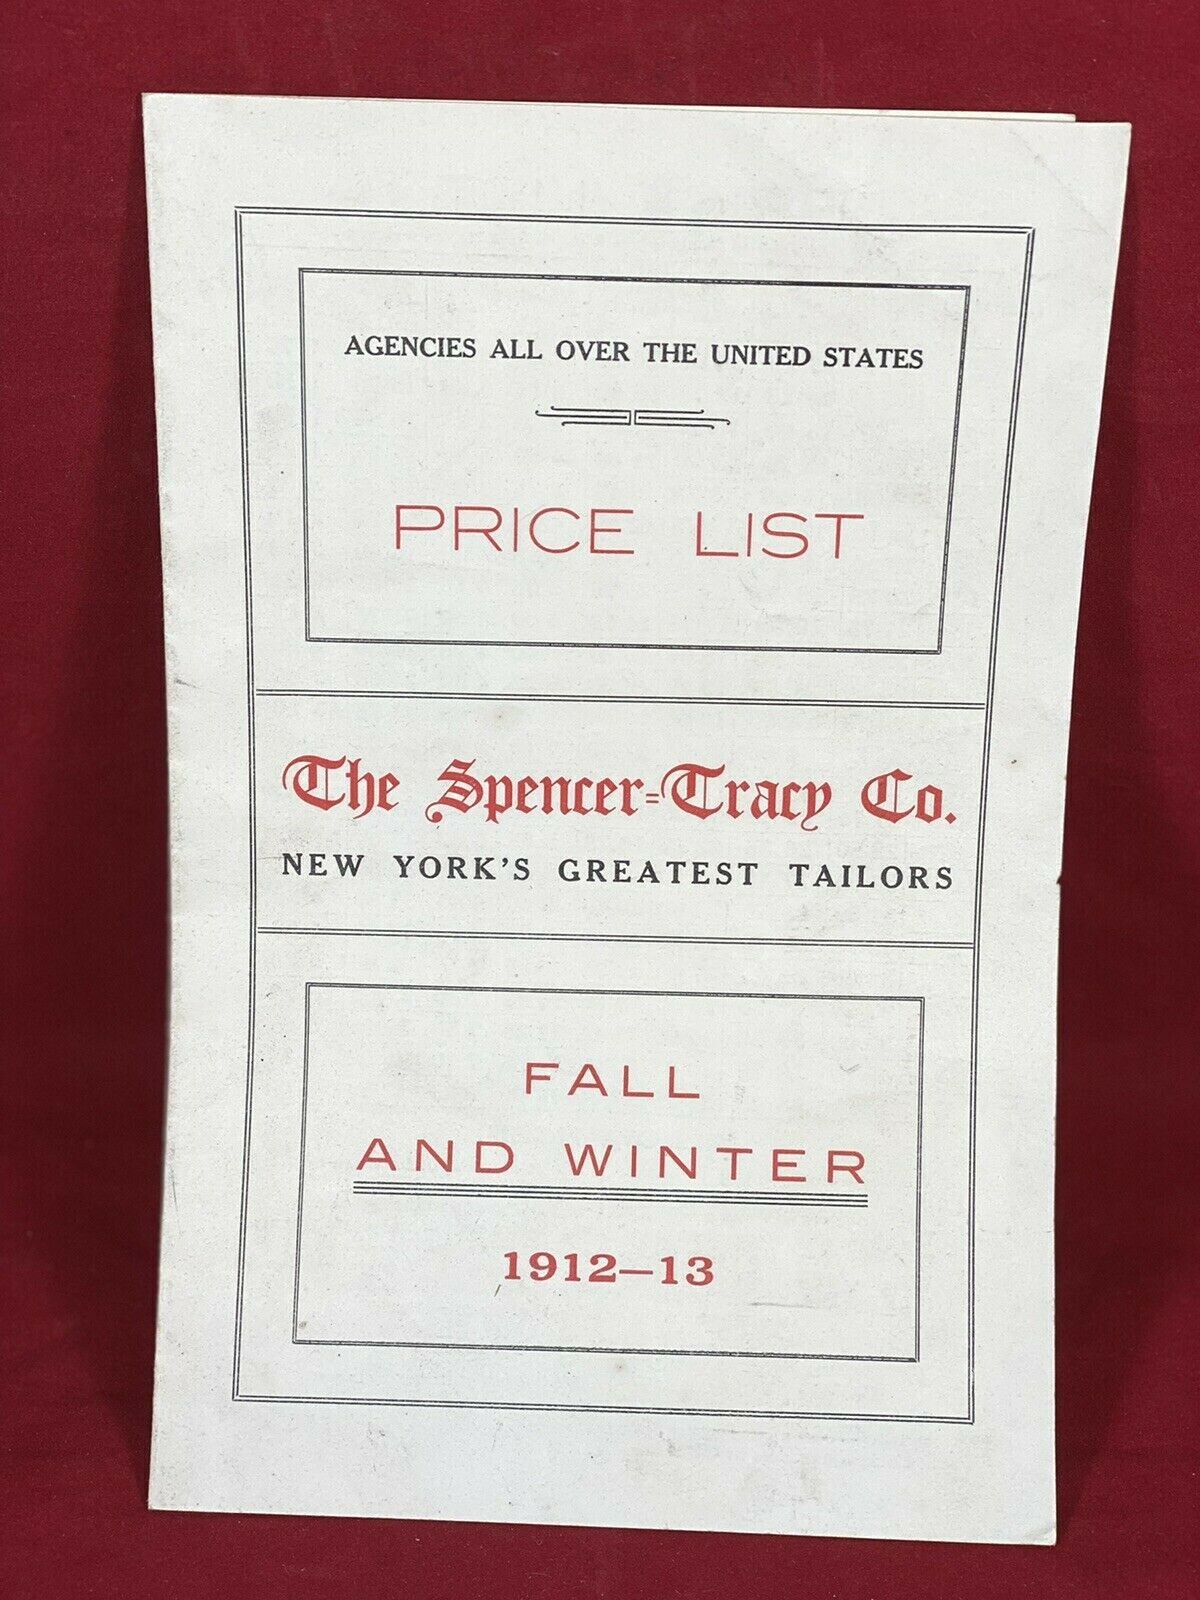 AGENCIES ALL OVER THE UNITED STATES
PRICE LIST
The Spencer=Tracy Co.
NEW YORK'S GREATEST TAILORS
FALL
AND WINTER
1912—13